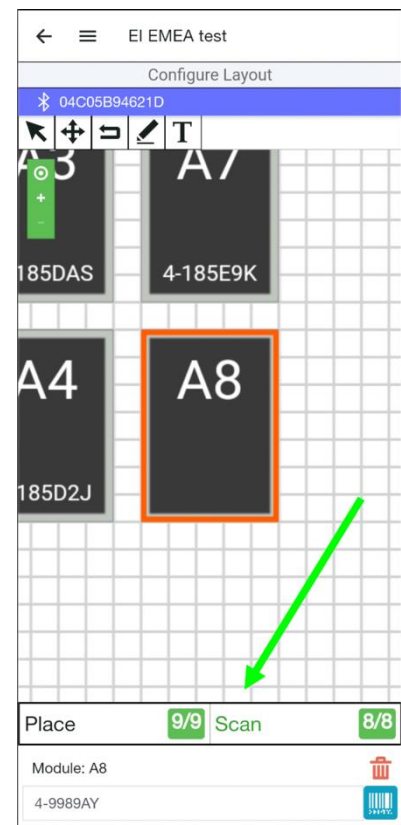 EI EMEA test
Configure Layout
04C05B94621D
T
A3 A7
185DAS 4-185E9K
A4 A8
185D2J
Place 9/9 Scan 8/8
Module: A8
4-9989AY